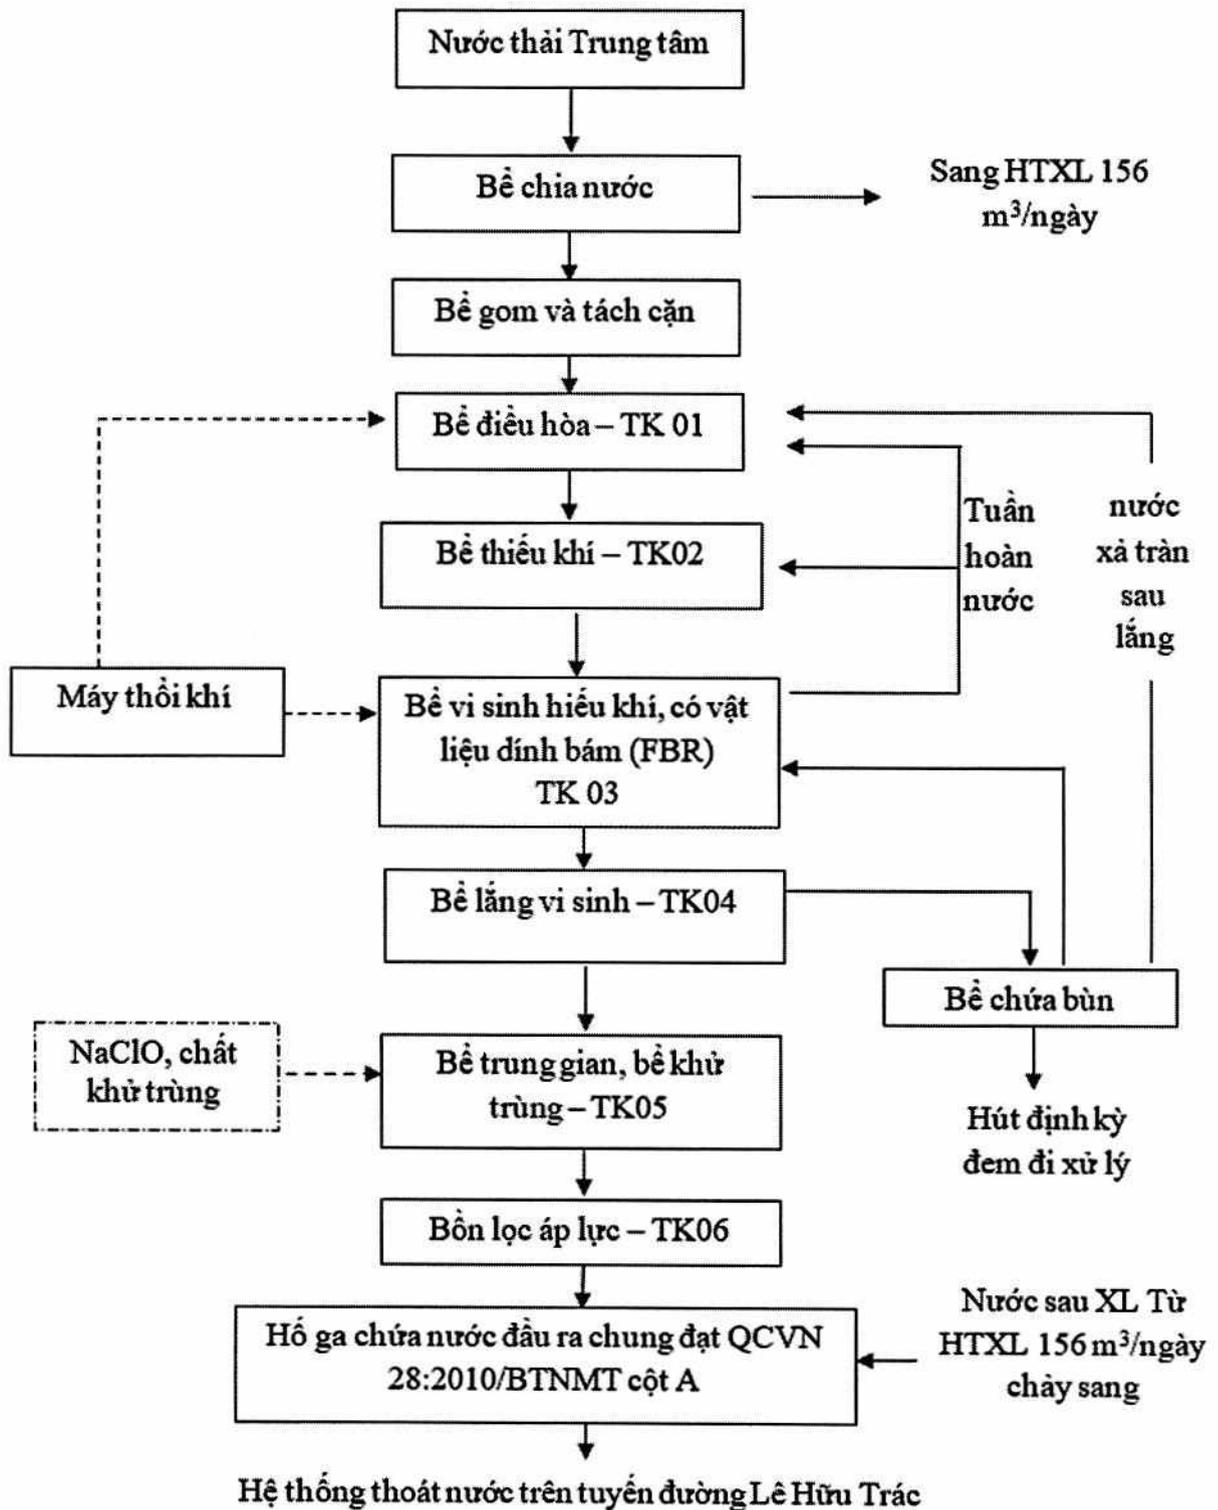 Nước thải Trung tâm
Bể chia nước
Sang HTXL 156
m³/ngày
Bể gom và tách cặn
Bể điều hòa – TK 01
Bể thiếu khí – TK02
Tuần
hoàn
nước
nước
xả tràn
sau
lắng
Máy thổi khí
Bể vi sinh hiếu khí, có vật
liệu dính bám (FBR)
TK 03
Bể lắng vi sinh – TK04
Bể chứa bùn
NaClO, chất
khử trùng
Bể trung gian, bể khử
trùng – TK05
Hút định kỳ
đem đi xử lý
Bồn lọc áp lực – TK06
Hố ga chứa nước đầu ra chung đạt QCVN
28:2010/BTNMT cột A
Nước sau XL Từ
HTXL 156 m³/ngày
chảy sang
Hệ thống thoát nước trên tuyến đường Lê Hữu Trác